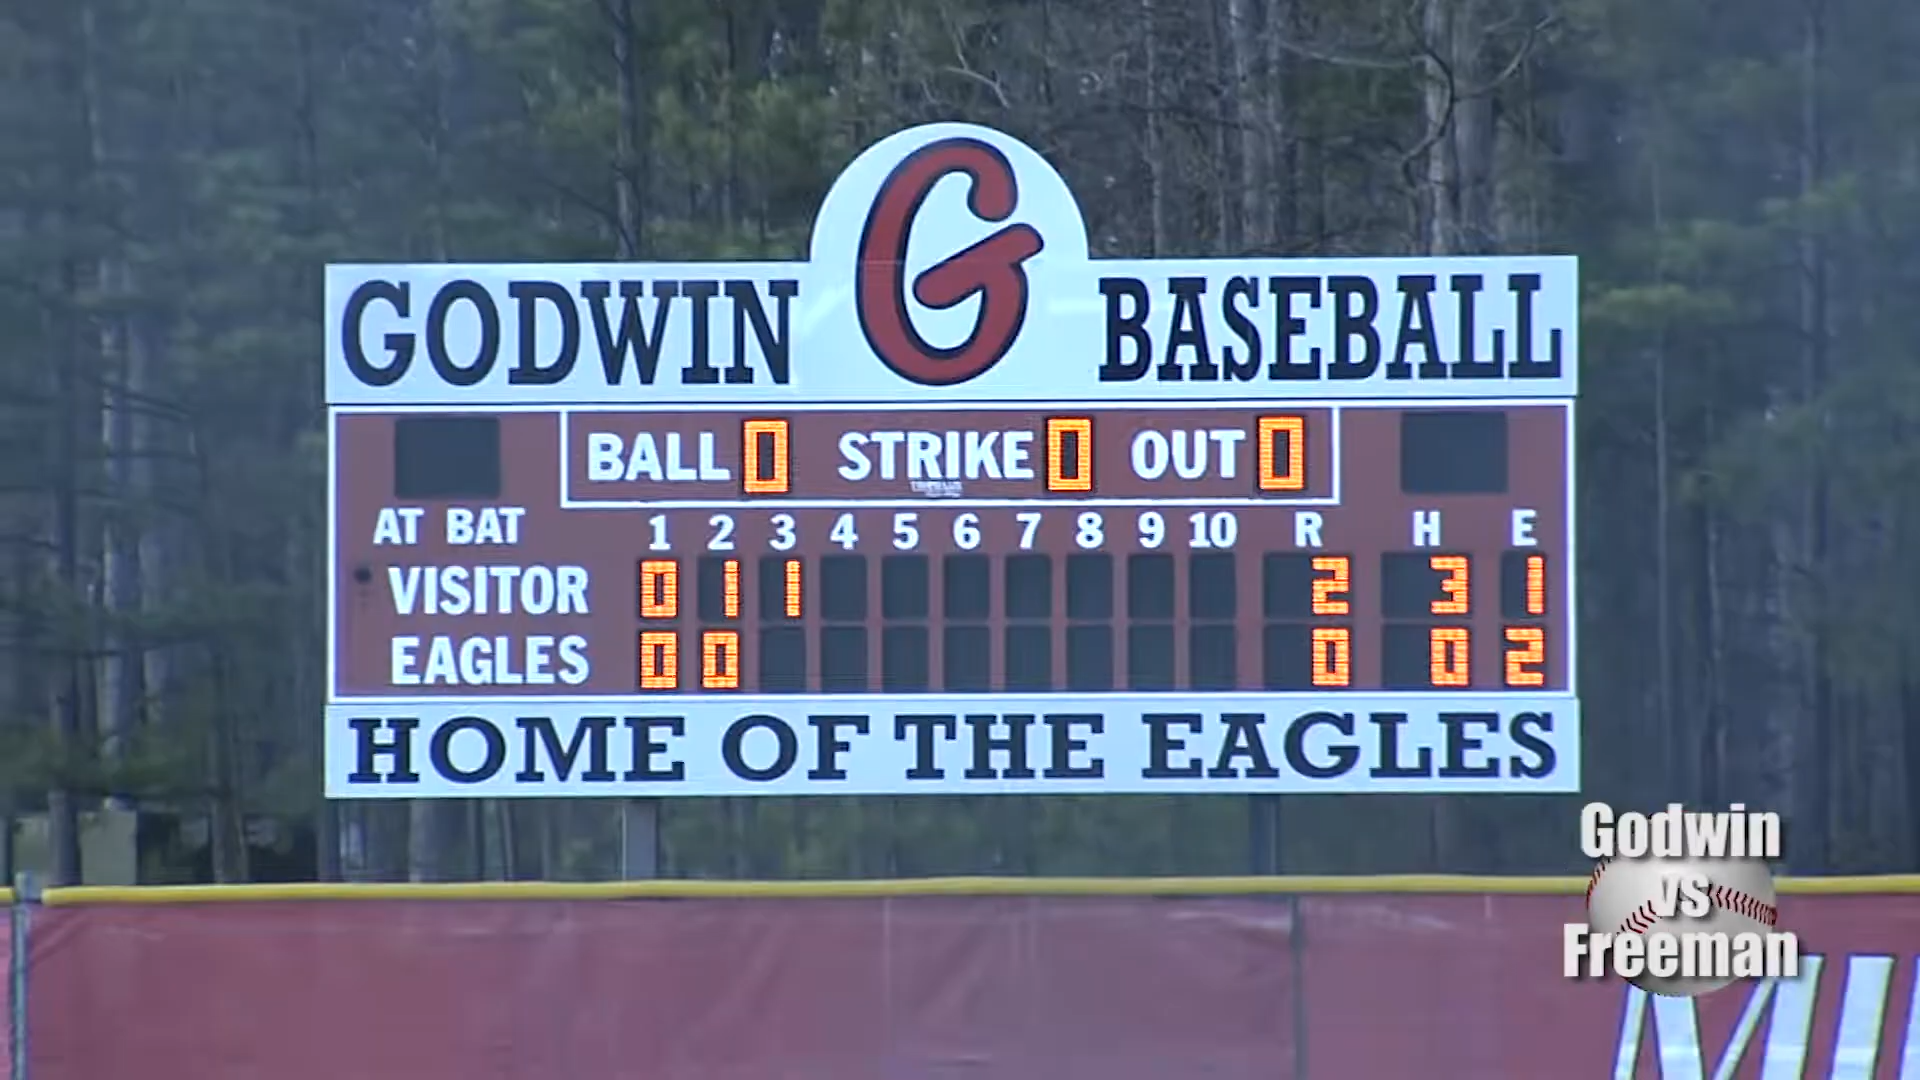 G
GODWIN BASEBALL
BALL 0 STRIKE 0 OUT 0
AT BAT 1 2 3 4 5 6 7 8 9 10 R H E
VISITOR 0 1 1 2 3 1
EAGLES 0 0 0 0 2
HOME OF THE EAGLES
Godwin
vs
Freeman